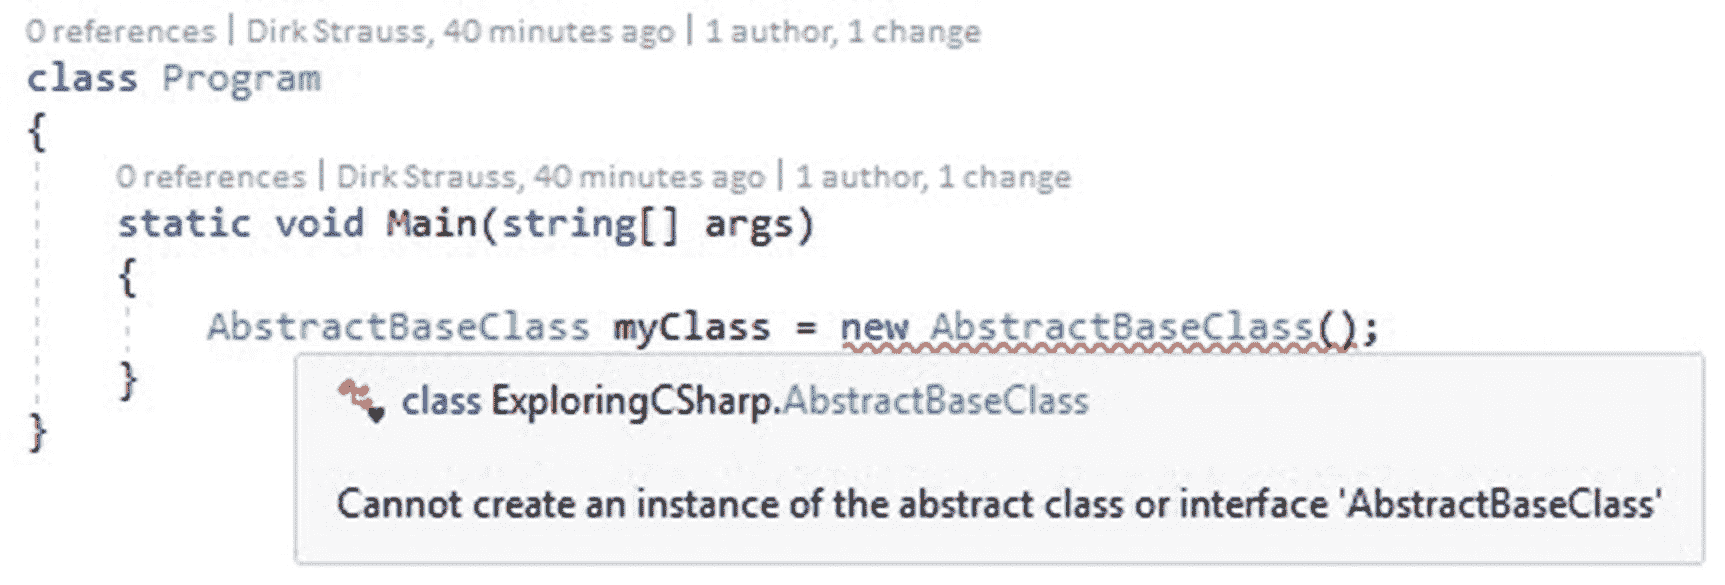 0 references | Dirk Strauss, 40 minutes ago | 1 author, 1 change
class Program
{
0 references | Dirk Strauss, 40 minutes ago | 1 author, 1 change
static void Main(string[] args)
{
AbstractBaseClass myClass = new AbstractBaseClass();
}
class ExploringCSharp.AbstractBaseClass
}
Cannot create an instance of the abstract class or interface 'AbstractBaseClass'